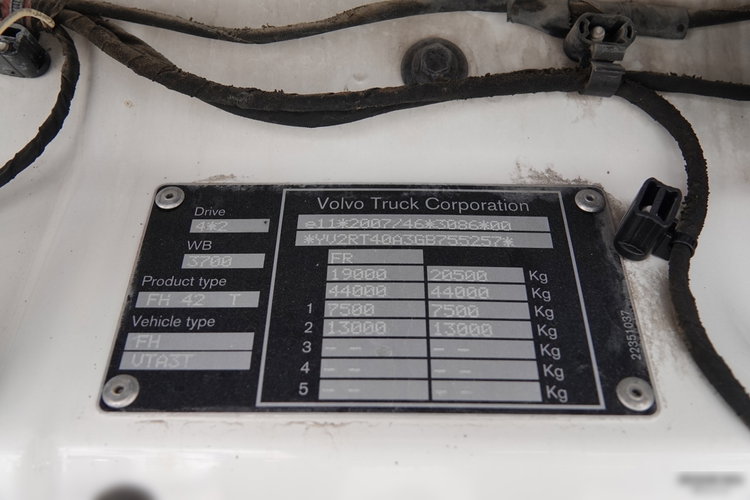 Drive
4*2
WB
3700
Product type
FH 42 T
Vehicle type
FH
VTA3T
Volvo Truck Corporation
e11*2007/46*3086*00
*YV2RT40A3GB755257*
FR
19000 20500 Kg
44000 44000 Kg
1 7500 7500 Kg
2 13000 13000 Kg
3 -- -- Kg
4 -- -- Kg
5 -- -- Kg
22351037